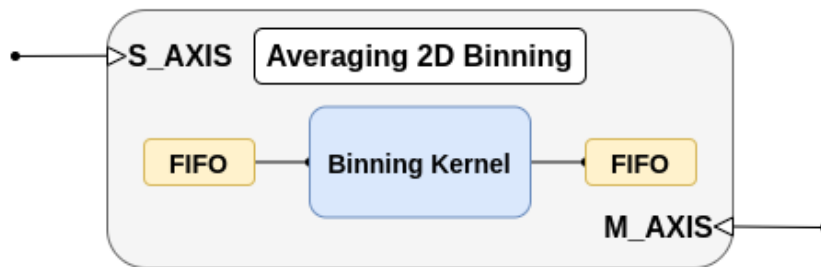 S_AXIS
Averaging 2D Binning
FIFO
Binning Kernel
FIFO
M_AXIS